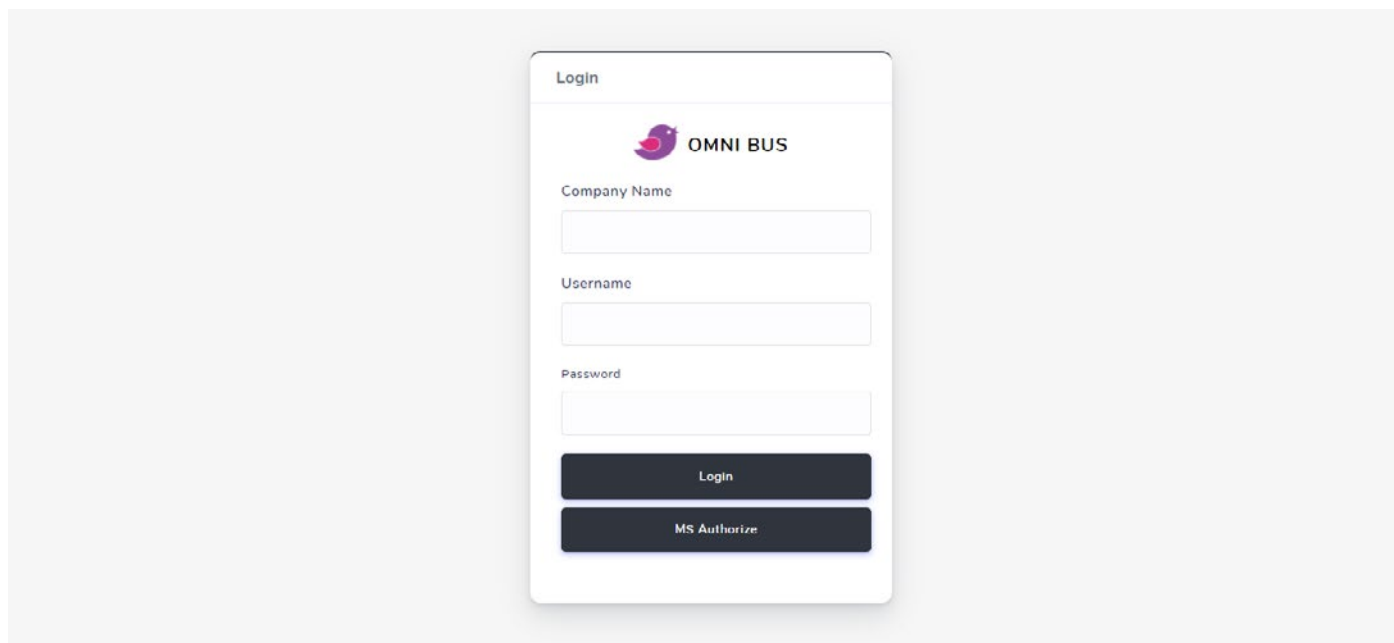 Login
OMNI BUS
Company Name
Username
Password
Login
MS Authorize